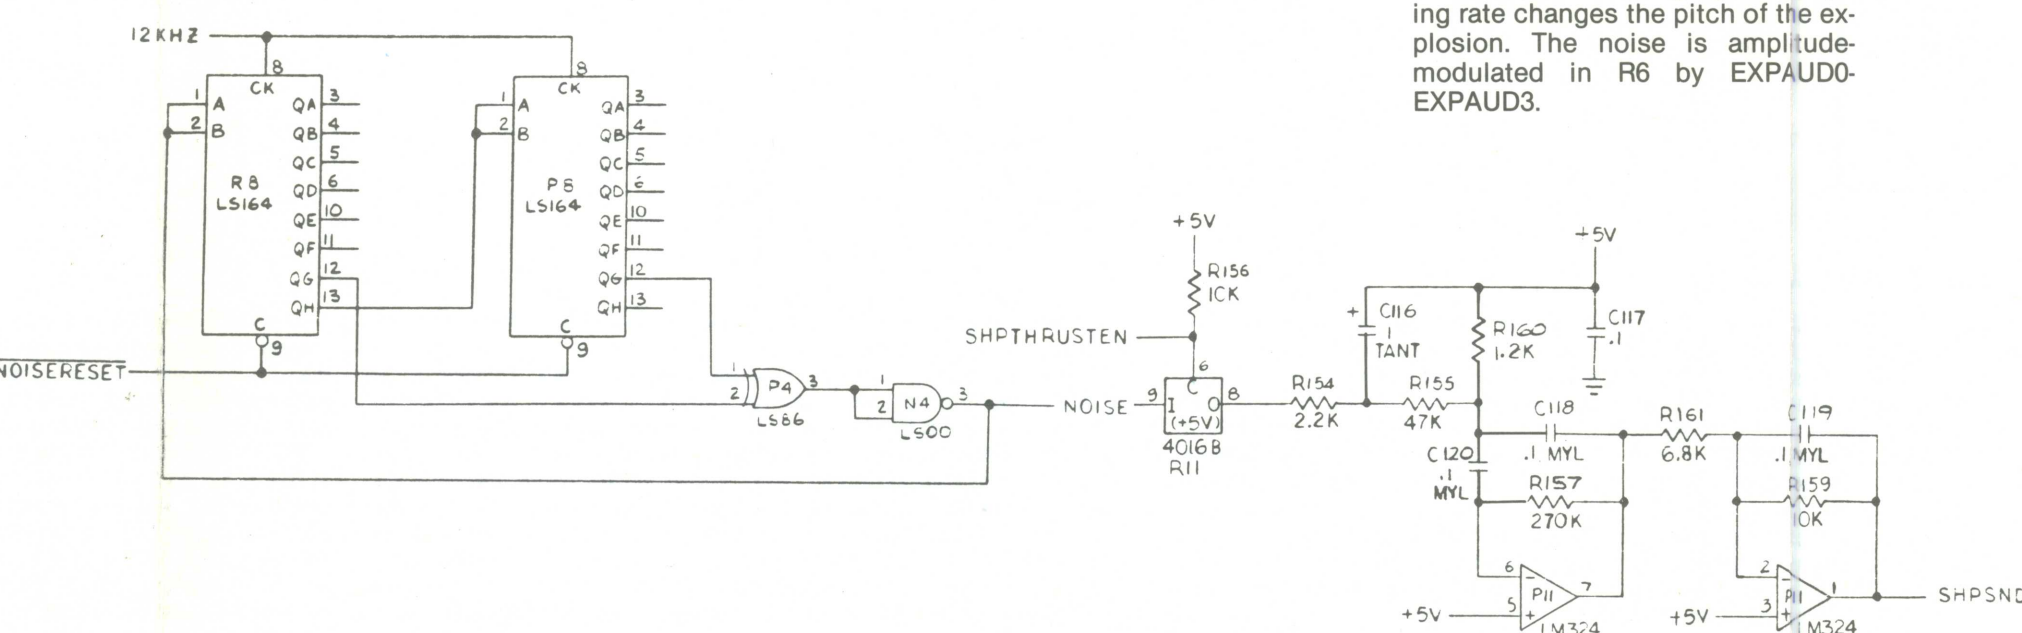 ing rate changes the pitch of the ex-
plosion. The noise is amplitude-
modulated in R6 by EXPAUD0-
EXPAUD3.
12KHZ
8
CK
1 A
2 B
QA 3
QB 4
QC 5
QD 6
QE 10
QF 11
QG 12
QH 13
R8
LS164
C
9
8
CK
1 A
2 B
QA 3
QB 4
QC 5
QD 6
QE 10
QF 11
QG 12
QH 13
P8
LS164
C
9
NOISERESET
1
2
P4
3
LS86
1
2
N4
3
LS00
NOISE
SHPTHRUSTEN
+5V
R156
10K
6
9
C
I O
8
(+5V)
4016B
R11
R154
2.2K
+ C116
1
TANT
R155
47K
R160
1.2K
+5V
C117
.1
C118
.1 MYL
C120
.1
MYL
R157
270K
6
-
P11
7
+5V
5
+
LM324
R161
6.8K
C119
.1 MYL
R159
10K
2
-
P11
1
+5V
3
+
LM324
SHPSND